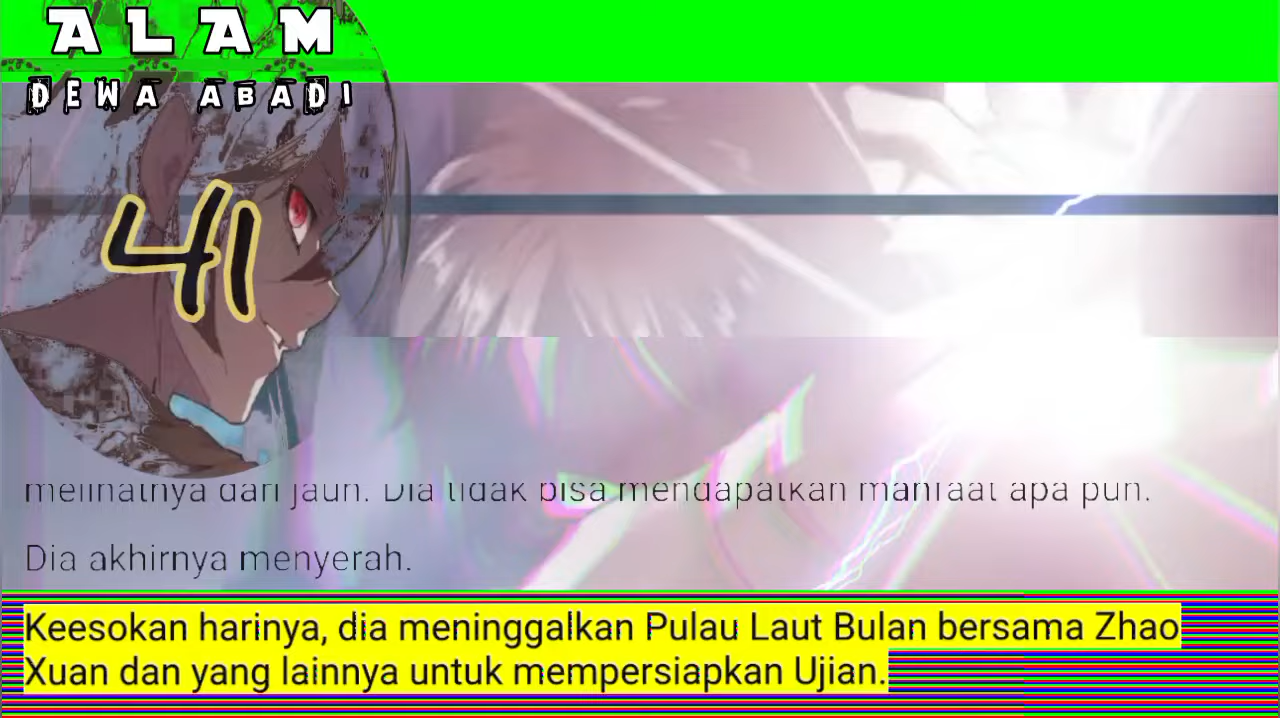 ALAM
DEWA ABADI
41
melihatnya dari jauh. Dia tidak bisa mendapatkan manfaat apa pun.
Dia akhirnya menyerah.
Keesokan harinya, dia meninggalkan Pulau Laut Bulan bersama Zhao
Xuan dan yang lainnya untuk mempersiapkan Ujian.